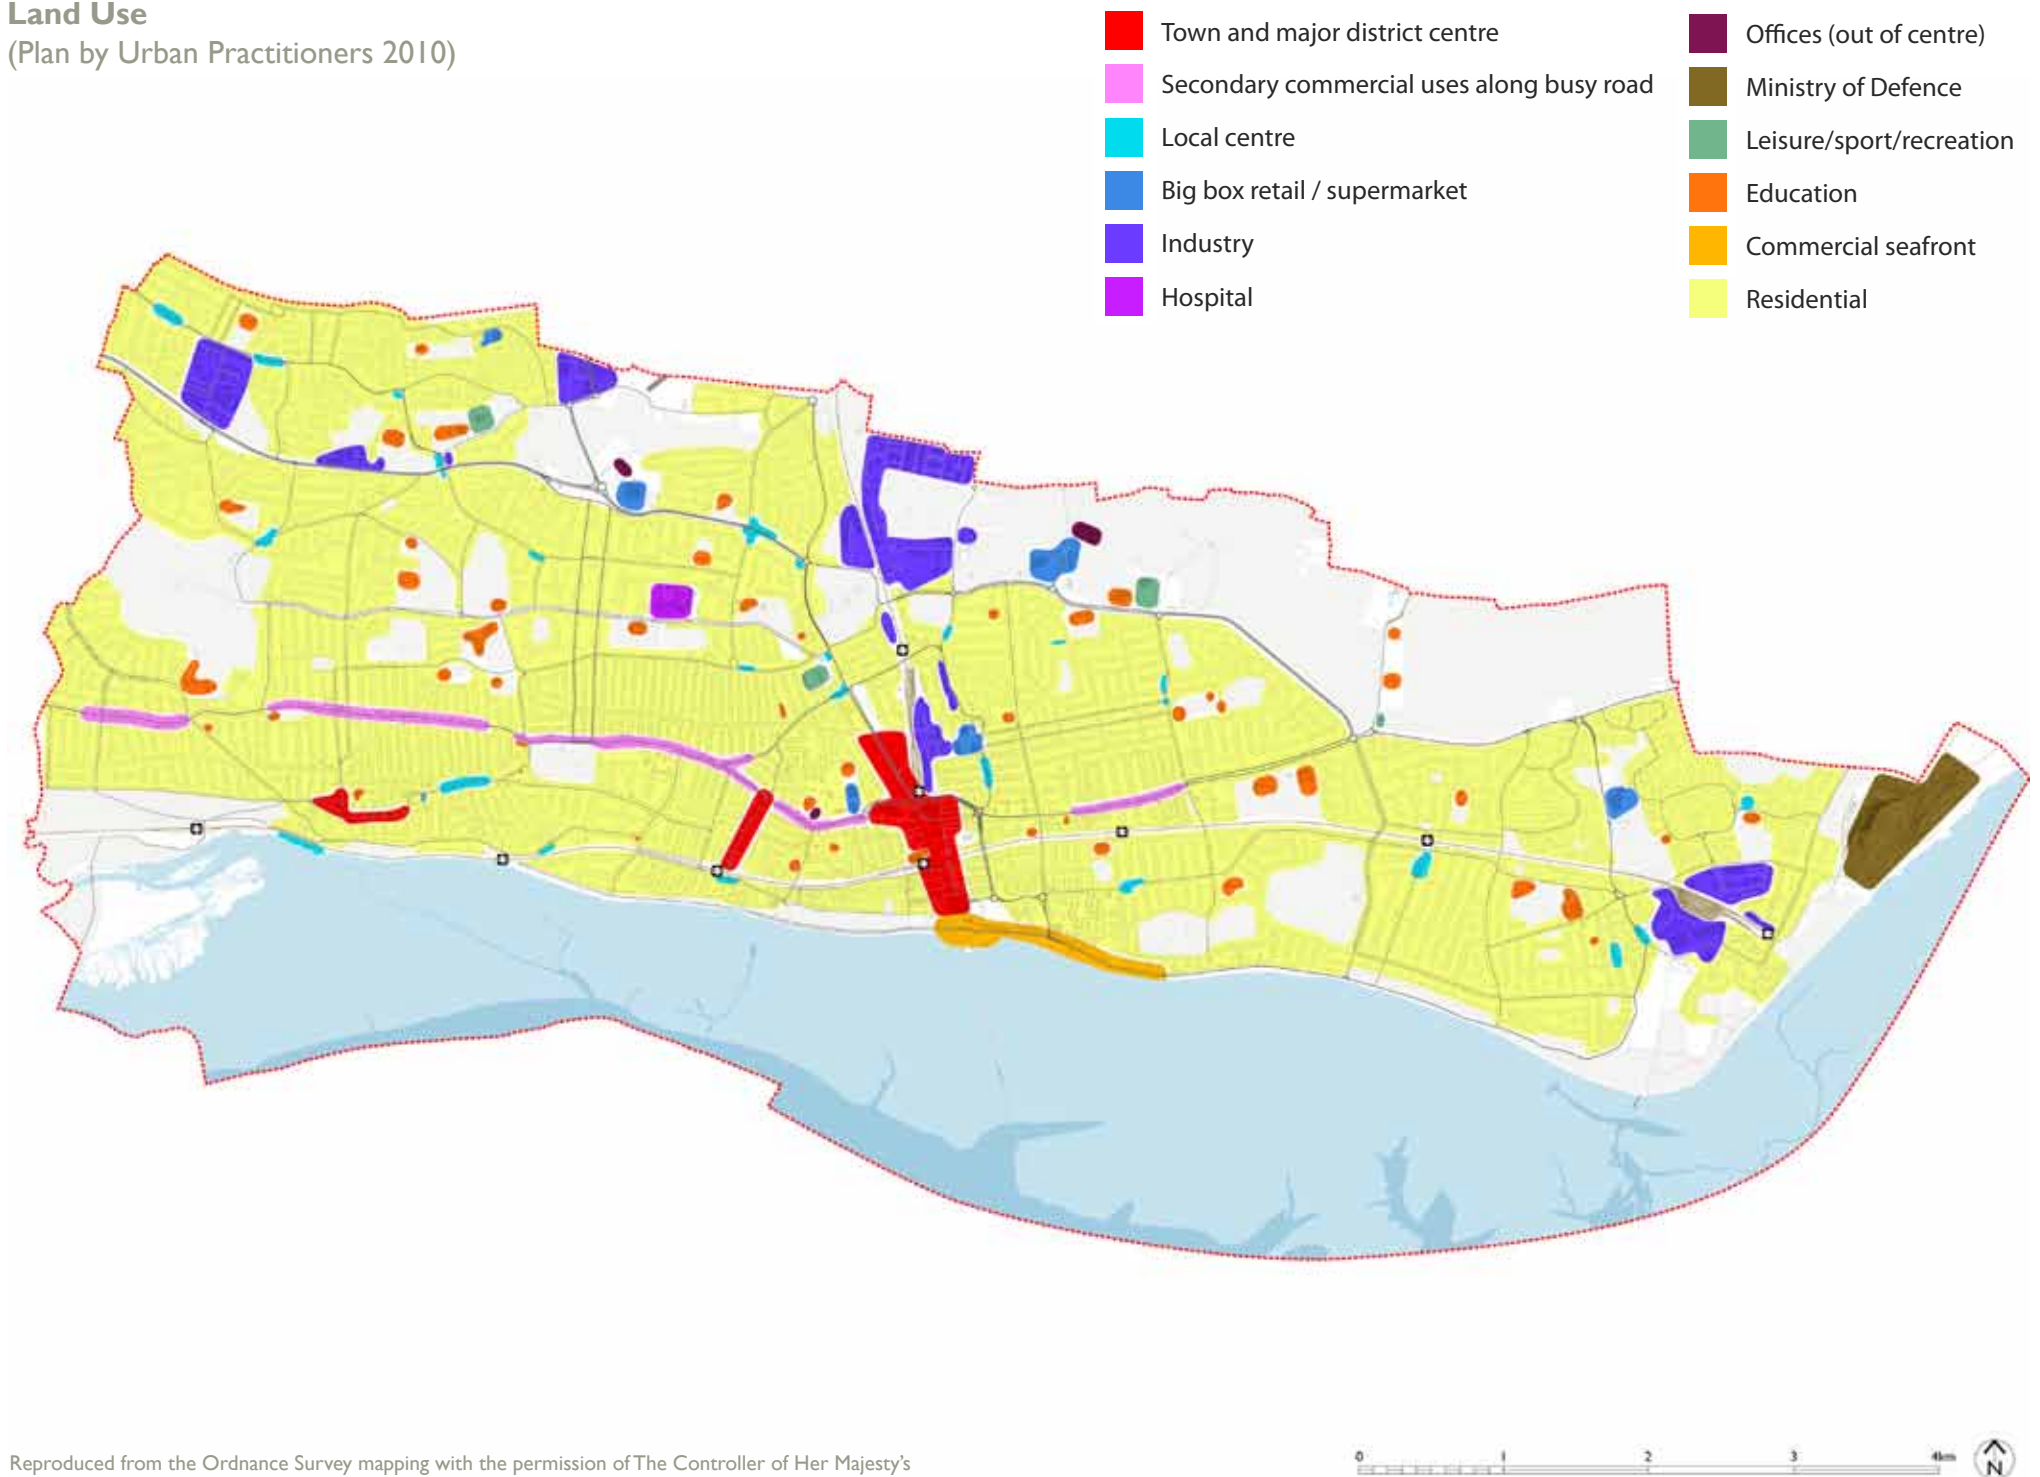 Land Use
(Plan by Urban Practitioners 2010)
Town and major district centre
Secondary commercial uses along busy road
Local centre
Big box retail / supermarket
Industry
Hospital
Offices (out of centre)
Ministry of Defence
Leisure/sport/recreation
Education
Commercial seafront
Residential
Reproduced from the Ordnance Survey mapping with the permission of The Controller of Her Majesty's
0 1 2 3 4km
N